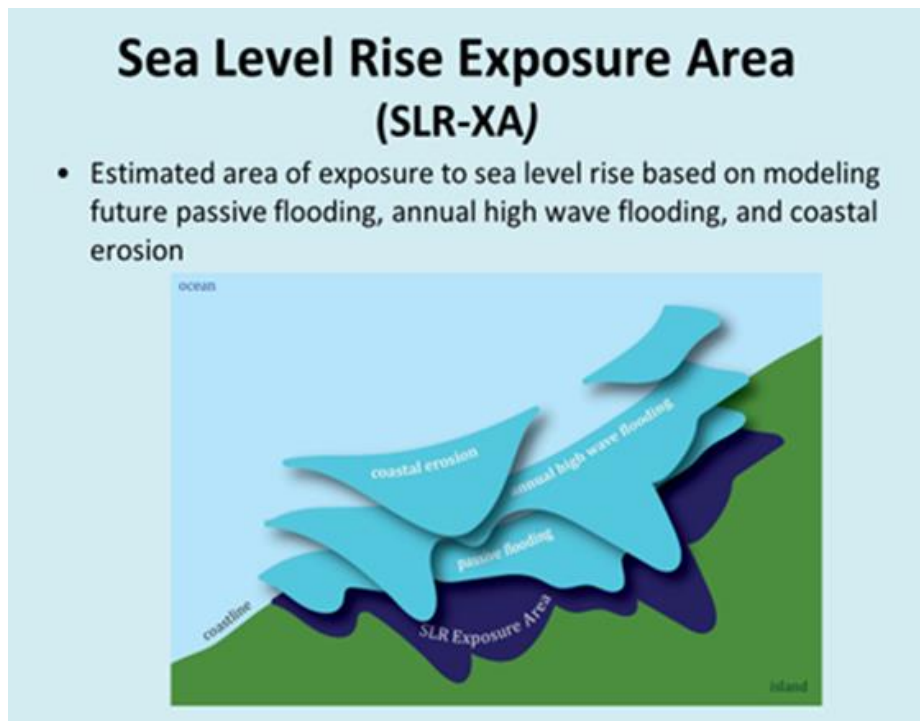 Sea Level Rise Exposure Area
(SLR-XA)
• Estimated area of exposure to sea level rise based on modeling
future passive flooding, annual high wave flooding, and coastal
erosion
ocean
coastal erosion
annual high wave flooding
passive flooding
SLR Exposure Area
coastline
island